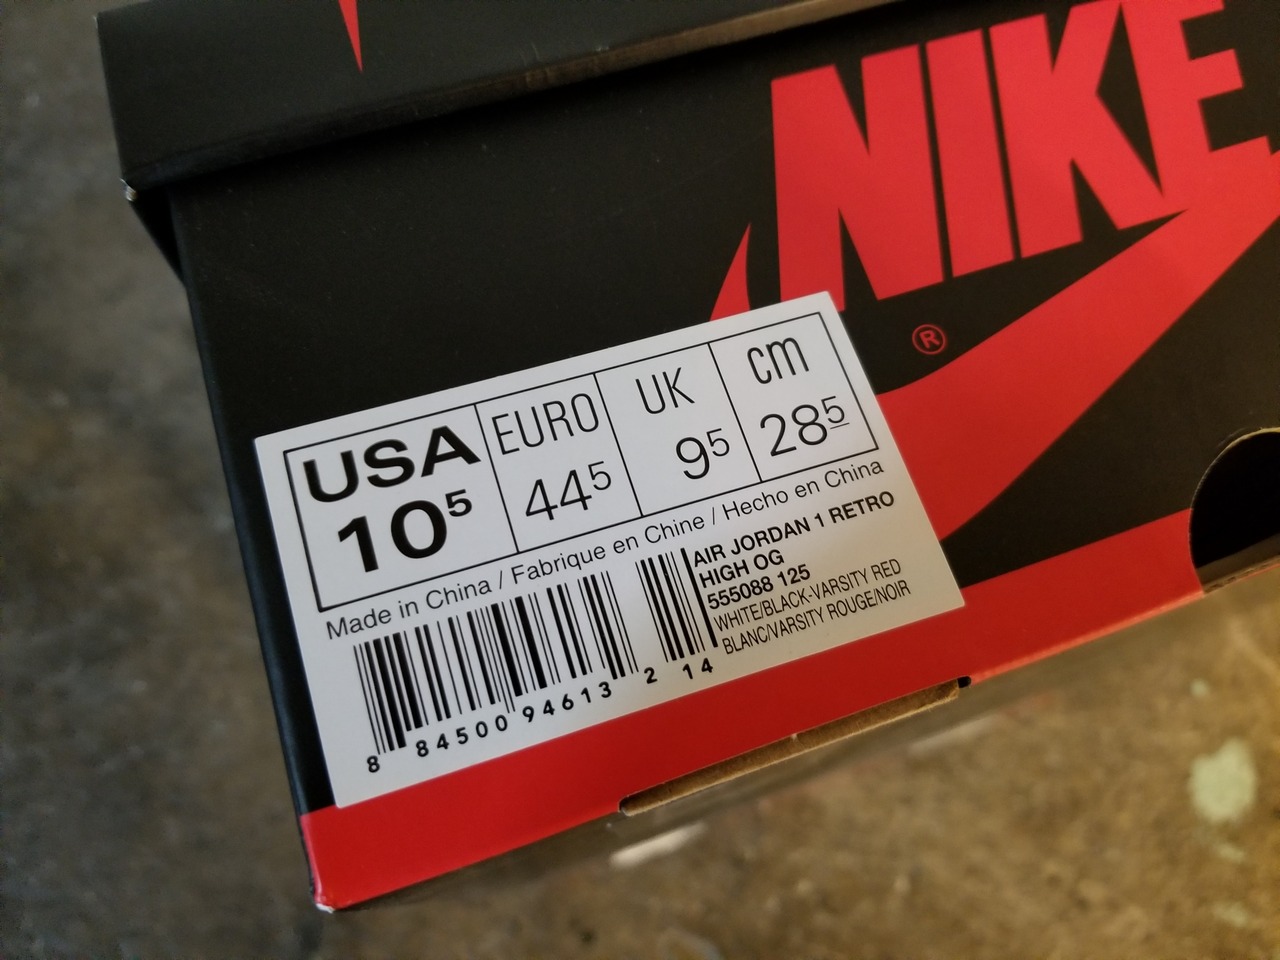 NIKE
®
USA EURO UK cm
10⁵ 44⁵ 9⁵ 28⁵
Made in China / Fabrique en Chine / Hecho en China
AIR JORDAN 1 RETRO
HIGH OG
555088 125
WHITE/BLACK-VARSITY RED
BLANC/VARSITY ROUGE/NOIR
8 84500 94613 2 14